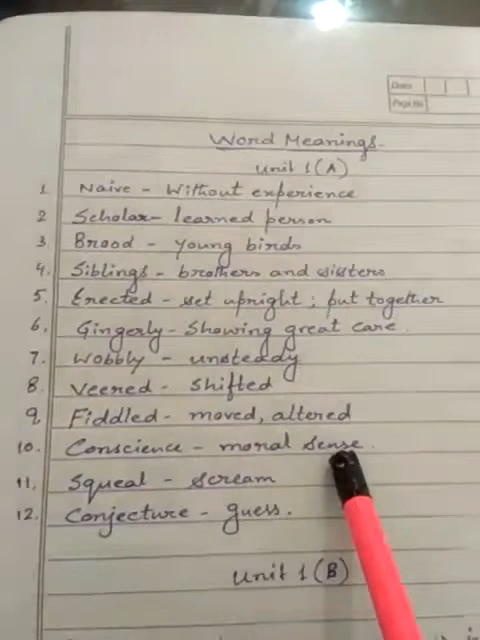 Date
Page No
Word Meanings.
Unit 1 (A)
1 Naive - Without experience
2 Scholar - learned person
3. Brood - young birds
4. Siblings - brothers and sisters
5. Erected - set upright ; put together
6. Gingerly - Showing great care.
7. Wobbly - unsteady
8. Veered - shifted
9. Fiddled - moved, altered
10. Conscience - moral sense.
11. Squeal - scream
12. Conjecture - guess.
Unit 1 (B)